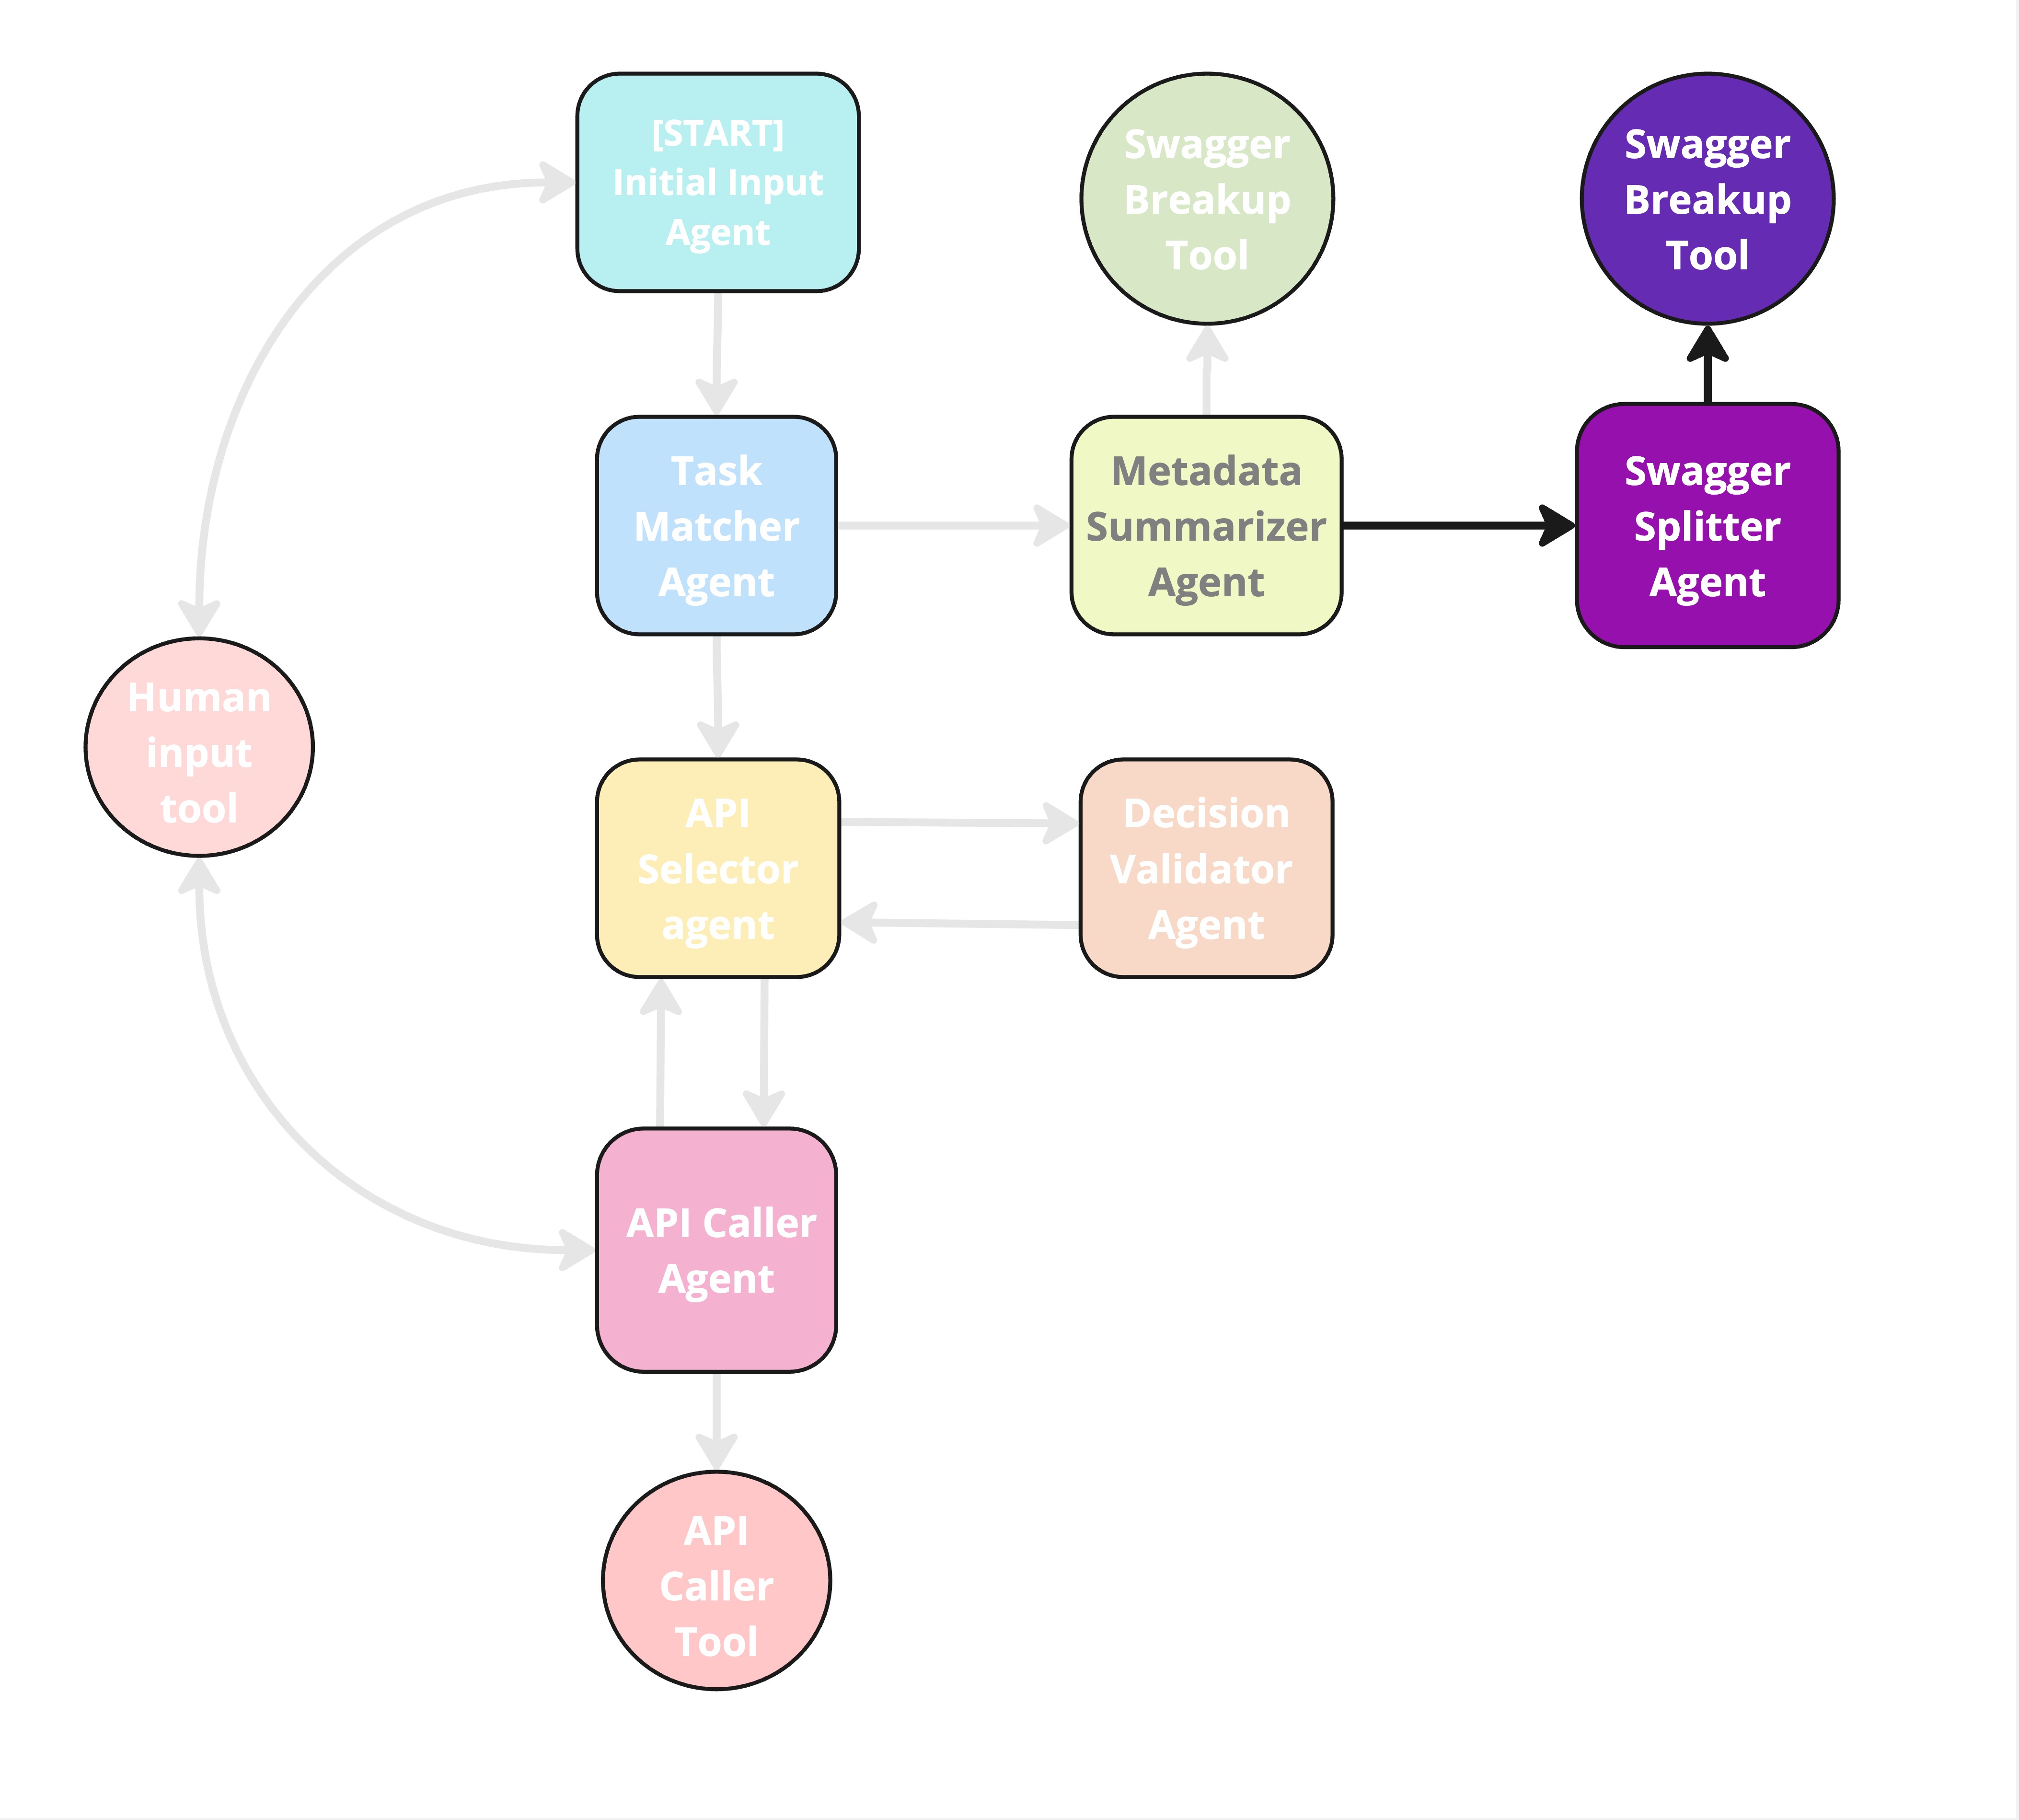 [START]
Initial Input
Agent
Swagger
Breakup
Tool
Swagger
Breakup
Tool
Task
Matcher
Agent
Metadata
Summarizer
Agent
Swagger
Splitter
Agent
Human
input
tool
API
Selector
agent
Decision
Validator
Agent
API Caller
Agent
API
Caller
Tool